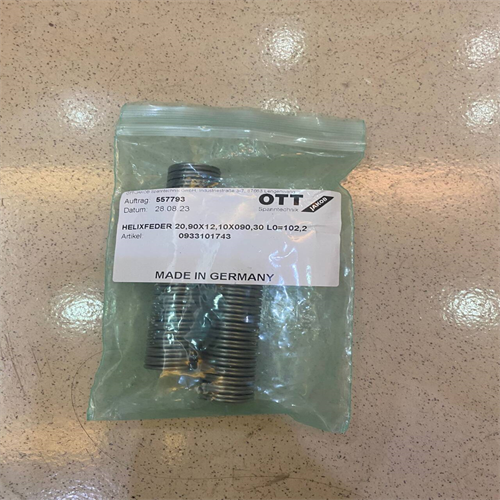 Auftrag: 557793
Datum: 28.08.23
OTT
Spanntechnik
JAKOB
HELIXFEDER 20,90X12,10X090,30 L0=102,2
Artikel: 0933101743
MADE IN GERMANY